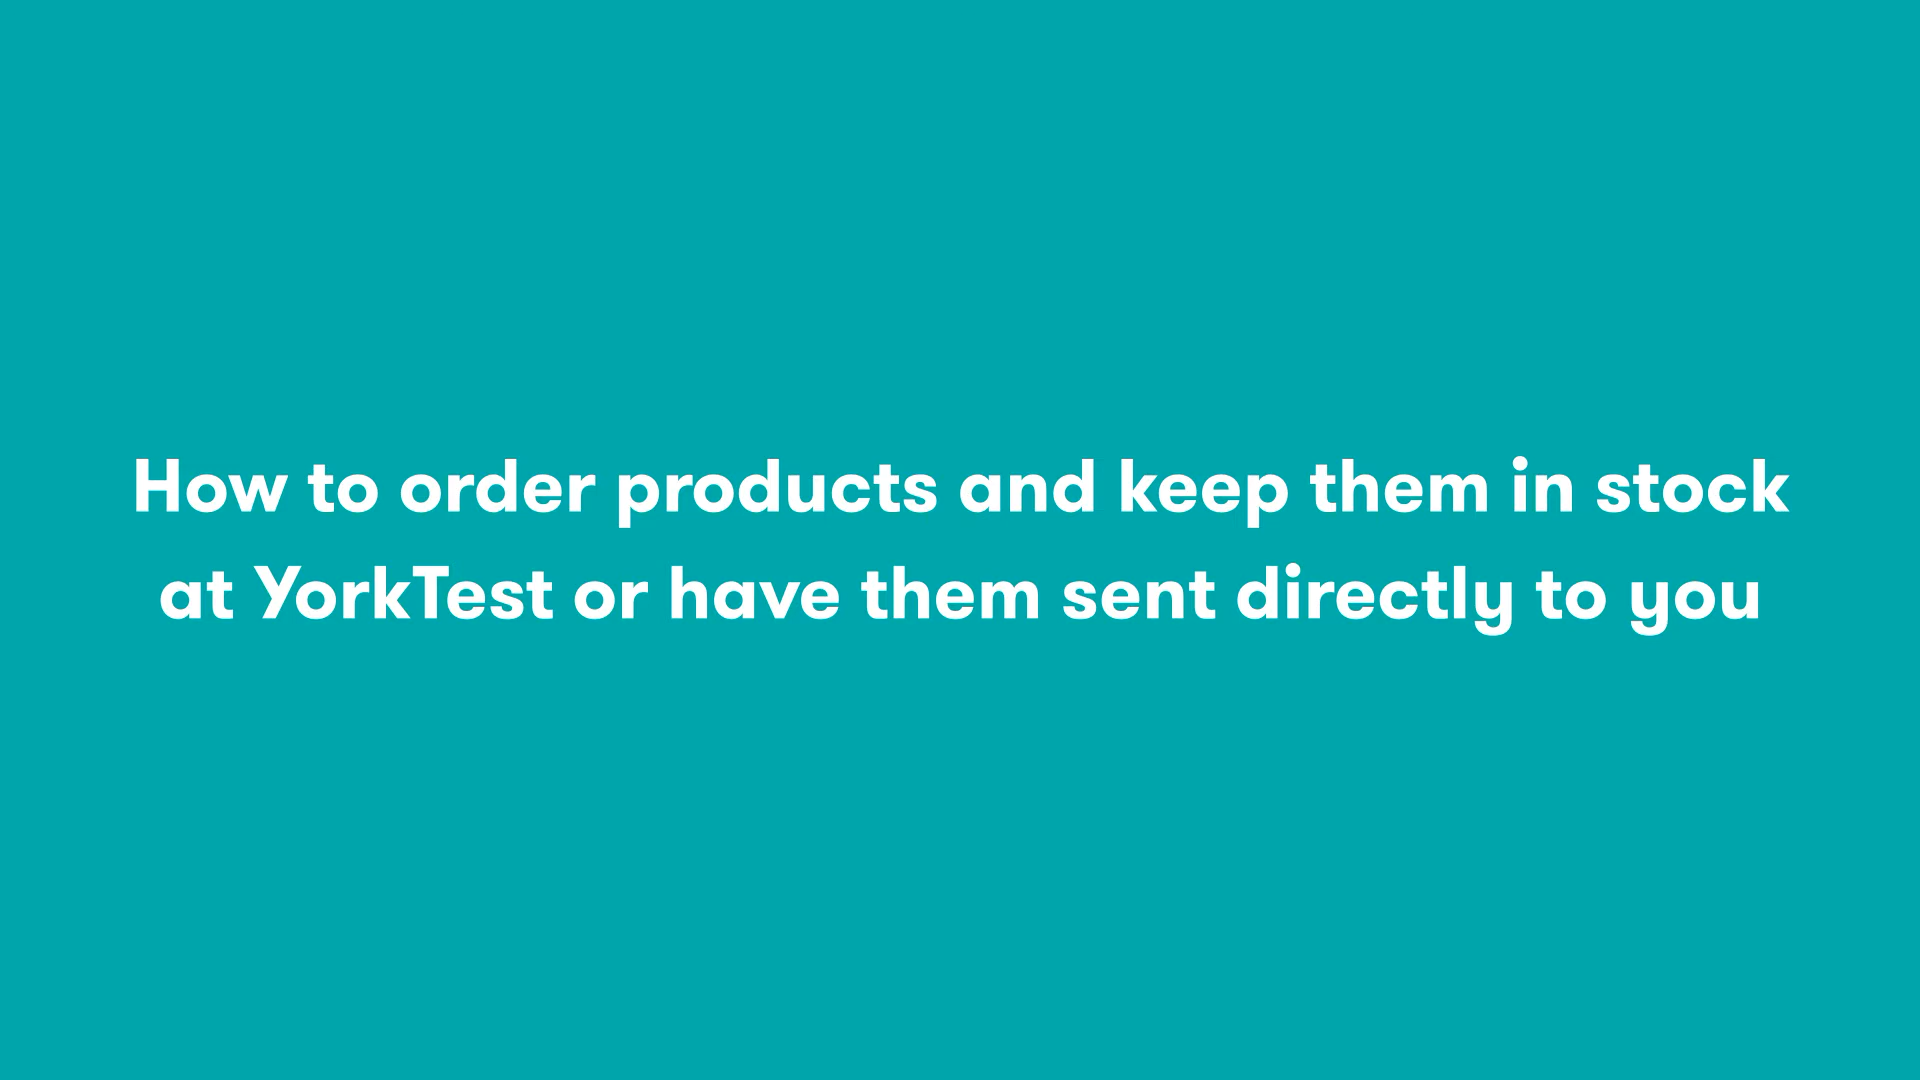 How to order products and keep them in stock
at YorkTest or have them sent directly to you